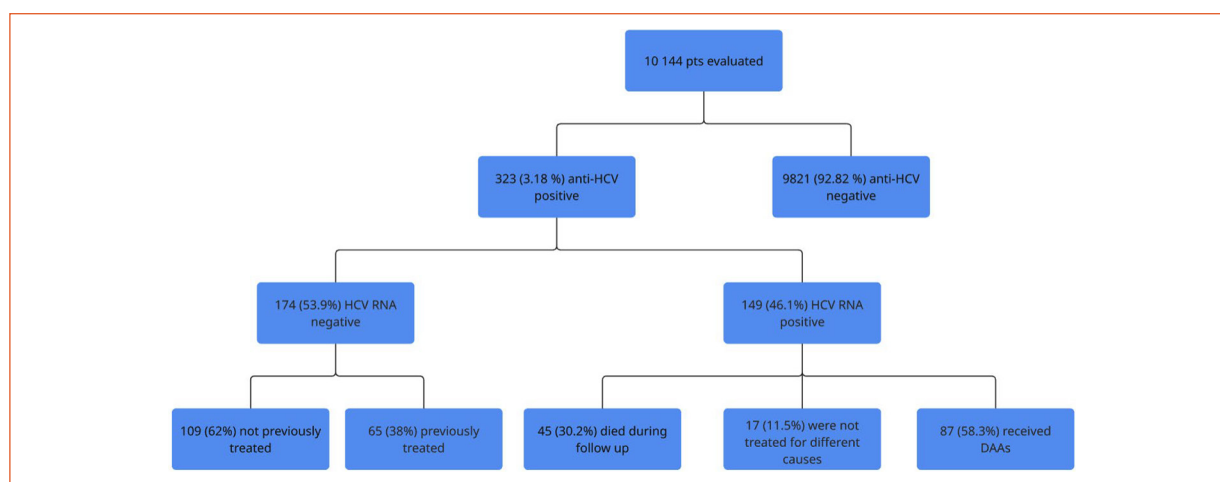 10 144 pts evaluated
323 (3.18 %) anti-HCV
positive
9821 (92.82 %) anti-HCV
negative
174 (53.9%) HCV RNA
negative
149 (46.1%) HCV RNA
positive
109 (62%) not previously
treated
65 (38%) previously
treated
45 (30.2%) died during
follow up
17 (11.5%) were not
treated for different
causes
87 (58.3%) received
DAAs